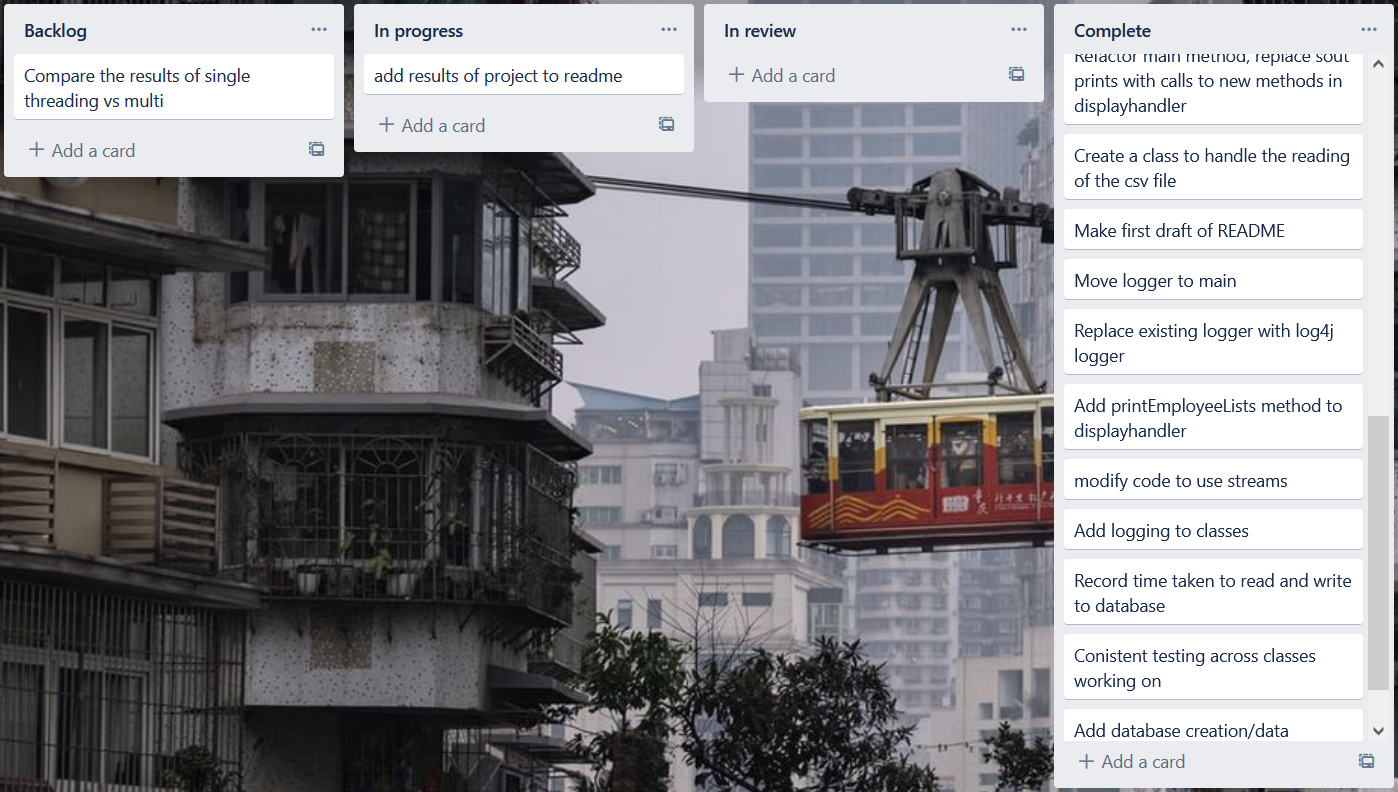 Backlog
Compare the results of single
threading vs multi
Add a card
In progress
add results of project to readme
Add a card
In review
Add a card
Complete
Refactor main method, replace sout
prints with calls to new methods in
displayhandler
Create a class to handle the reading
of the csv file
Make first draft of README
Move logger to main
Replace existing logger with log4j
logger
Add printEmployeeLists method to
displayhandler
modify code to use streams
Add logging to classes
Record time taken to read and write
to database
Conistent testing across classes
working on
Add database creation/data
Add a card
重庆